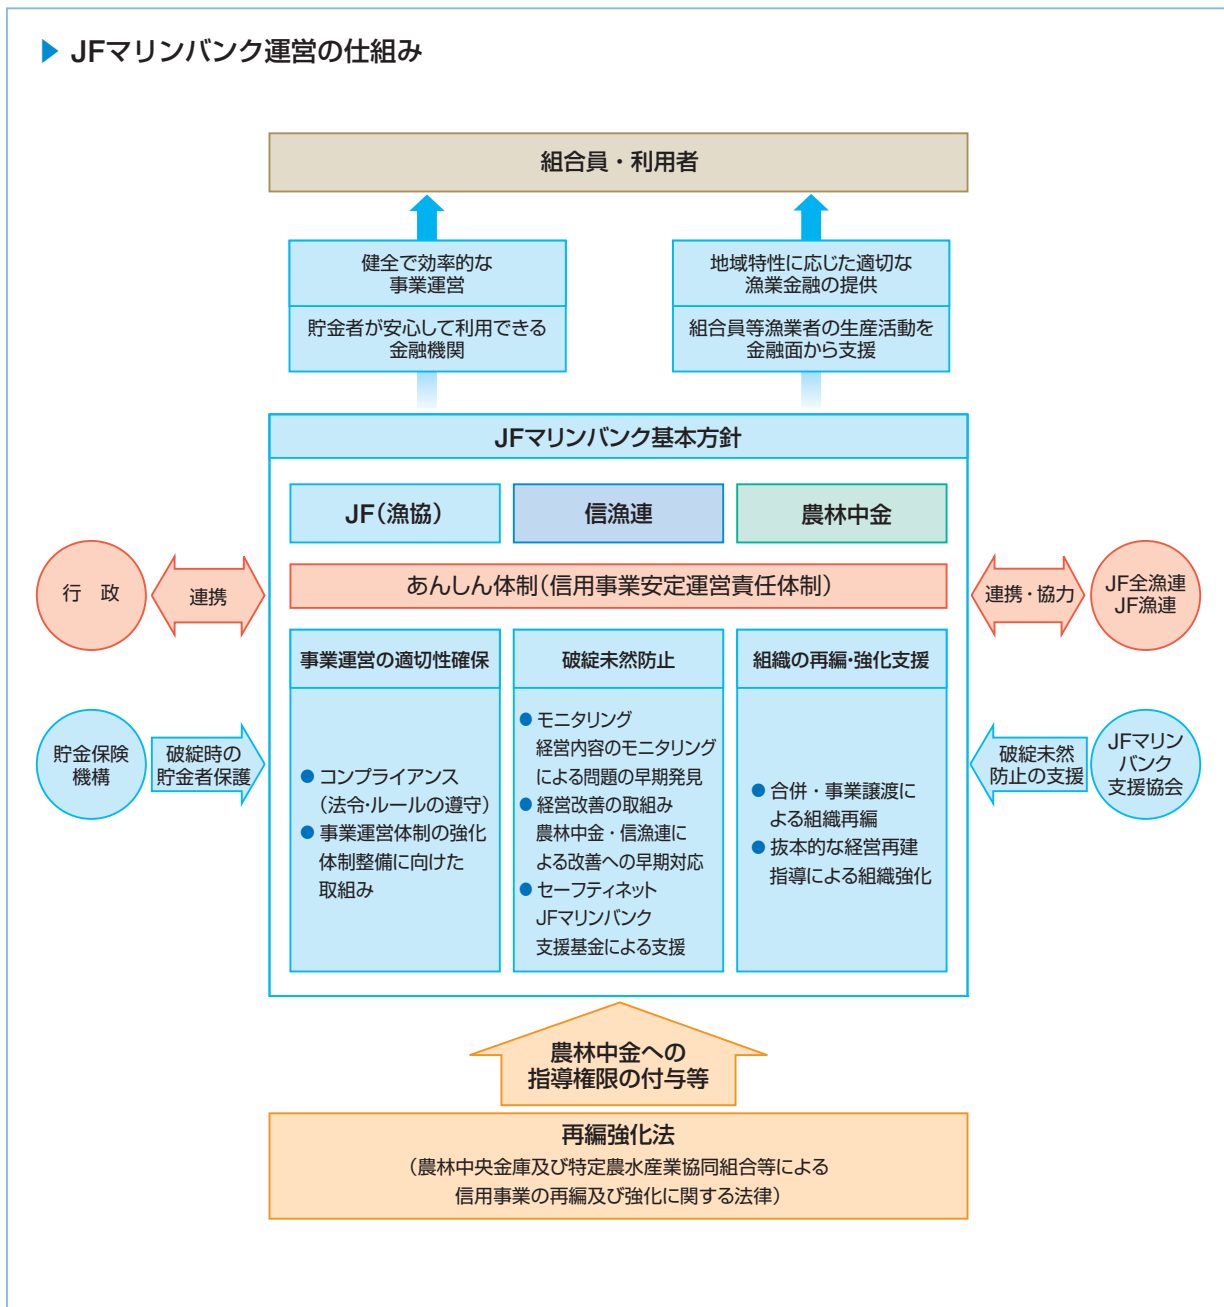 JFマリンバンク運営の仕組み
組合員・利用者
健全で効率的な
事業運営
貯金者が安心して利用できる
金融機関
地域特性に応じた適切な
漁業金融の提供
組合員等漁業者の生産活動を
金融面から支援
JFマリンバンク基本方針
JF（漁協）
信漁連
農林中金
あんしん体制（信用事業安定運営責任体制）
行　政
連携
連携・協力
JF全漁連
JF漁連
事業運営の適切性確保
● コンプライアンス
（法令・ルールの遵守）
● 事業運営体制の強化
体制整備に向けた
取組み
破綻未然防止
● モニタリング
経営内容のモニタリング
による問題の早期発見
● 経営改善の取組み
農林中金・信漁連に
よる改善への早期対応
● セーフティネット
JFマリンバンク
支援基金による支援
組織の再編・強化支援
● 合併・事業譲渡に
よる組織再編
● 抜本的な経営再建
指導による組織強化
貯金保険
機構
破綻時の
貯金者保護
破綻未然
防止の支援
JFマリン
バンク
支援協会
農林中金への
指導権限の付与等
再編強化法
（農林中央金庫及び特定農水産業協同組合等による
信用事業の再編及び強化に関する法律）